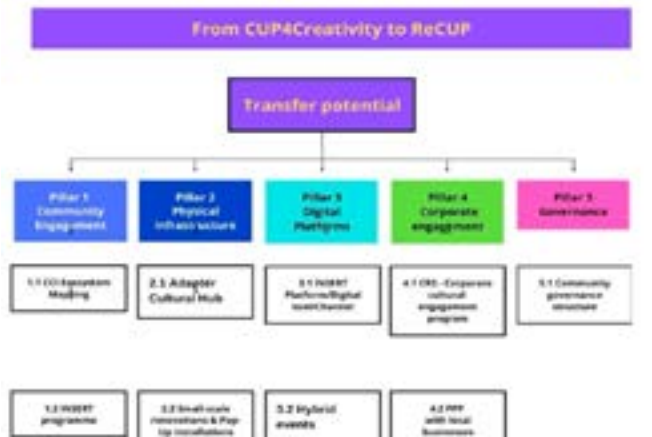 From CUP4Creativity to ReCUP
Transfer potential
Pillar 1
Community
Engagement
Pillar 2
Physical
Infrastructure
Pillar 3
Digital
Platforms
Pillar 4
Corporate
engagement
Pillar 5
Governance
1.1 CCI Ecosystem
Mapping
2.1 Adapter
Cultural Hub
3.1 INSERT
Platform/Digital
4.1 CRS - Corporate
cultural
engagement
program
5.1 Community
governance
structure
1.2 INSERT
programme
2.2 Small-scale
renovations & Pop-
Up installations
3.2 Hybrid
events
4.2 PPP
with local
businesses